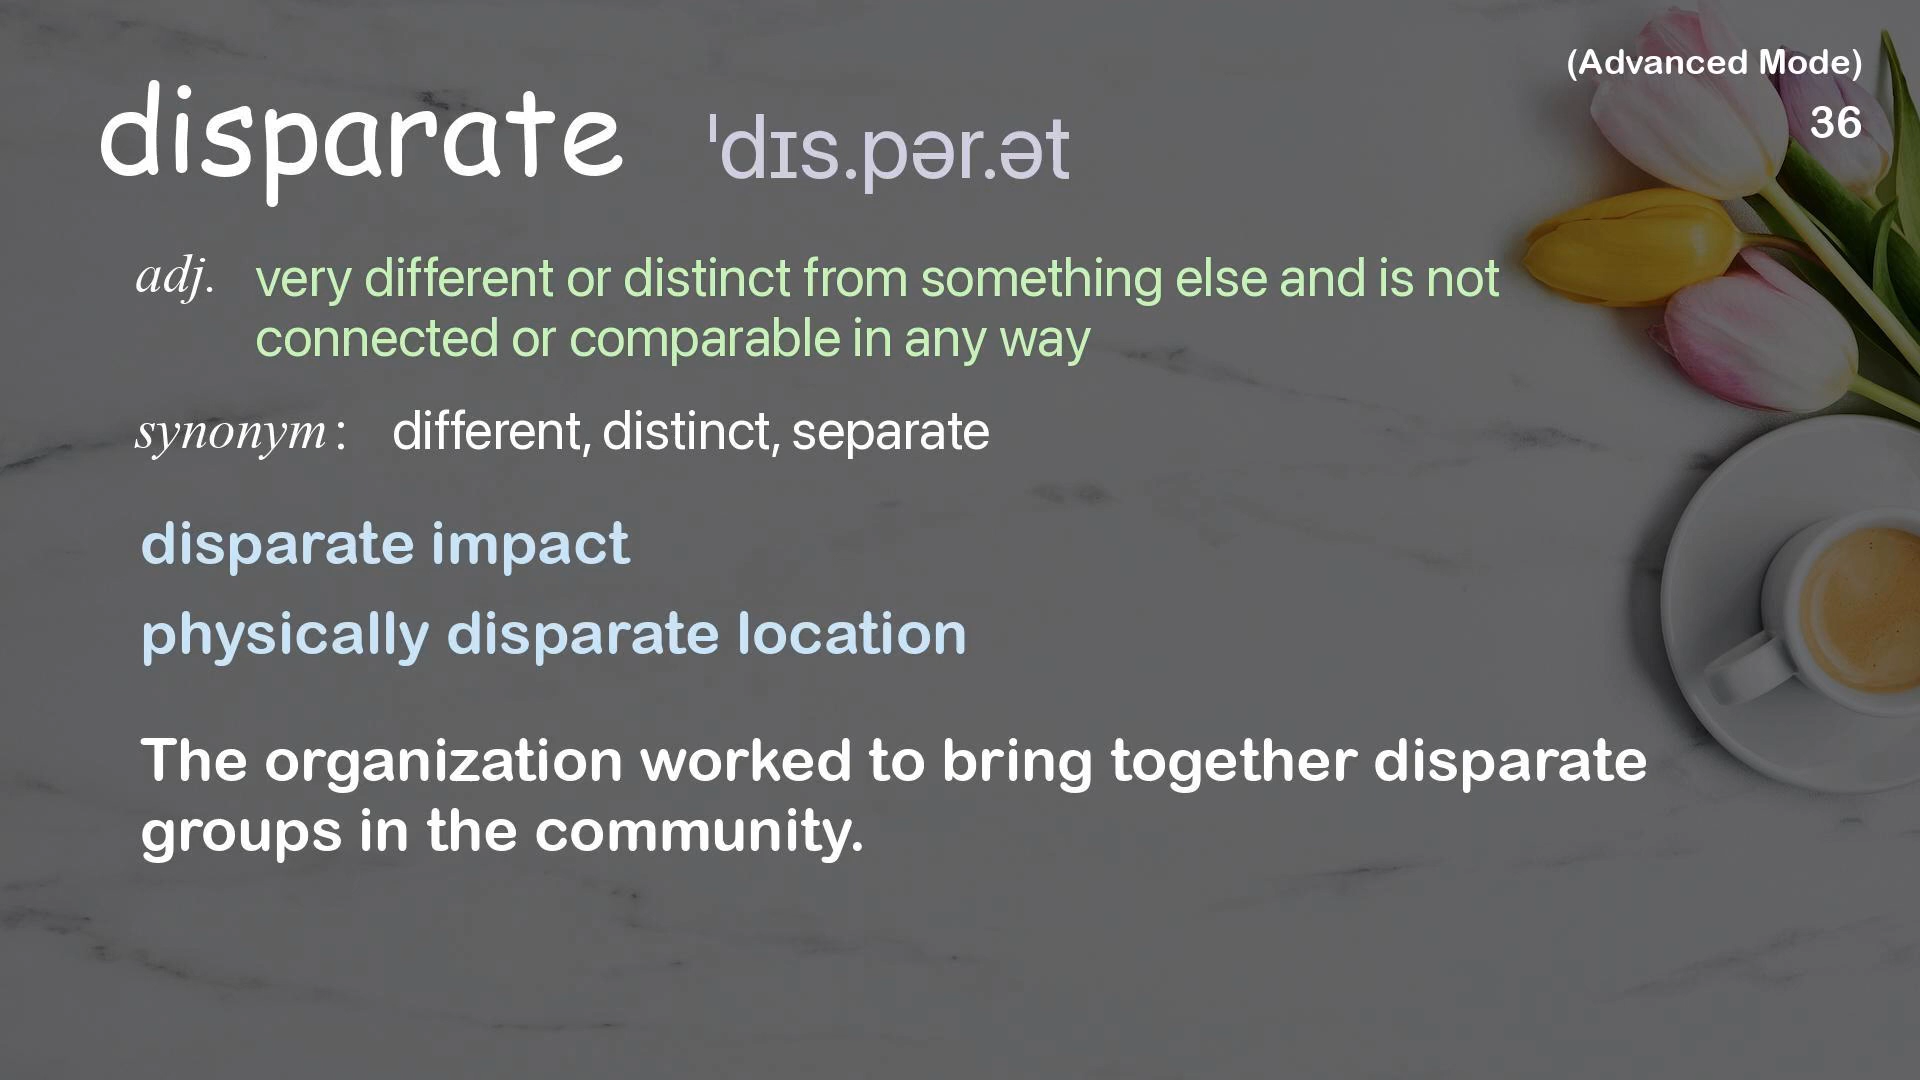 (Advanced Mode)
36
disparate ˈdɪs.pər.ət
adj. very different or distinct from something else and is not
connected or comparable in any way
synonym: different, distinct, separate
disparate impact
physically disparate location
The organization worked to bring together disparate
groups in the community.